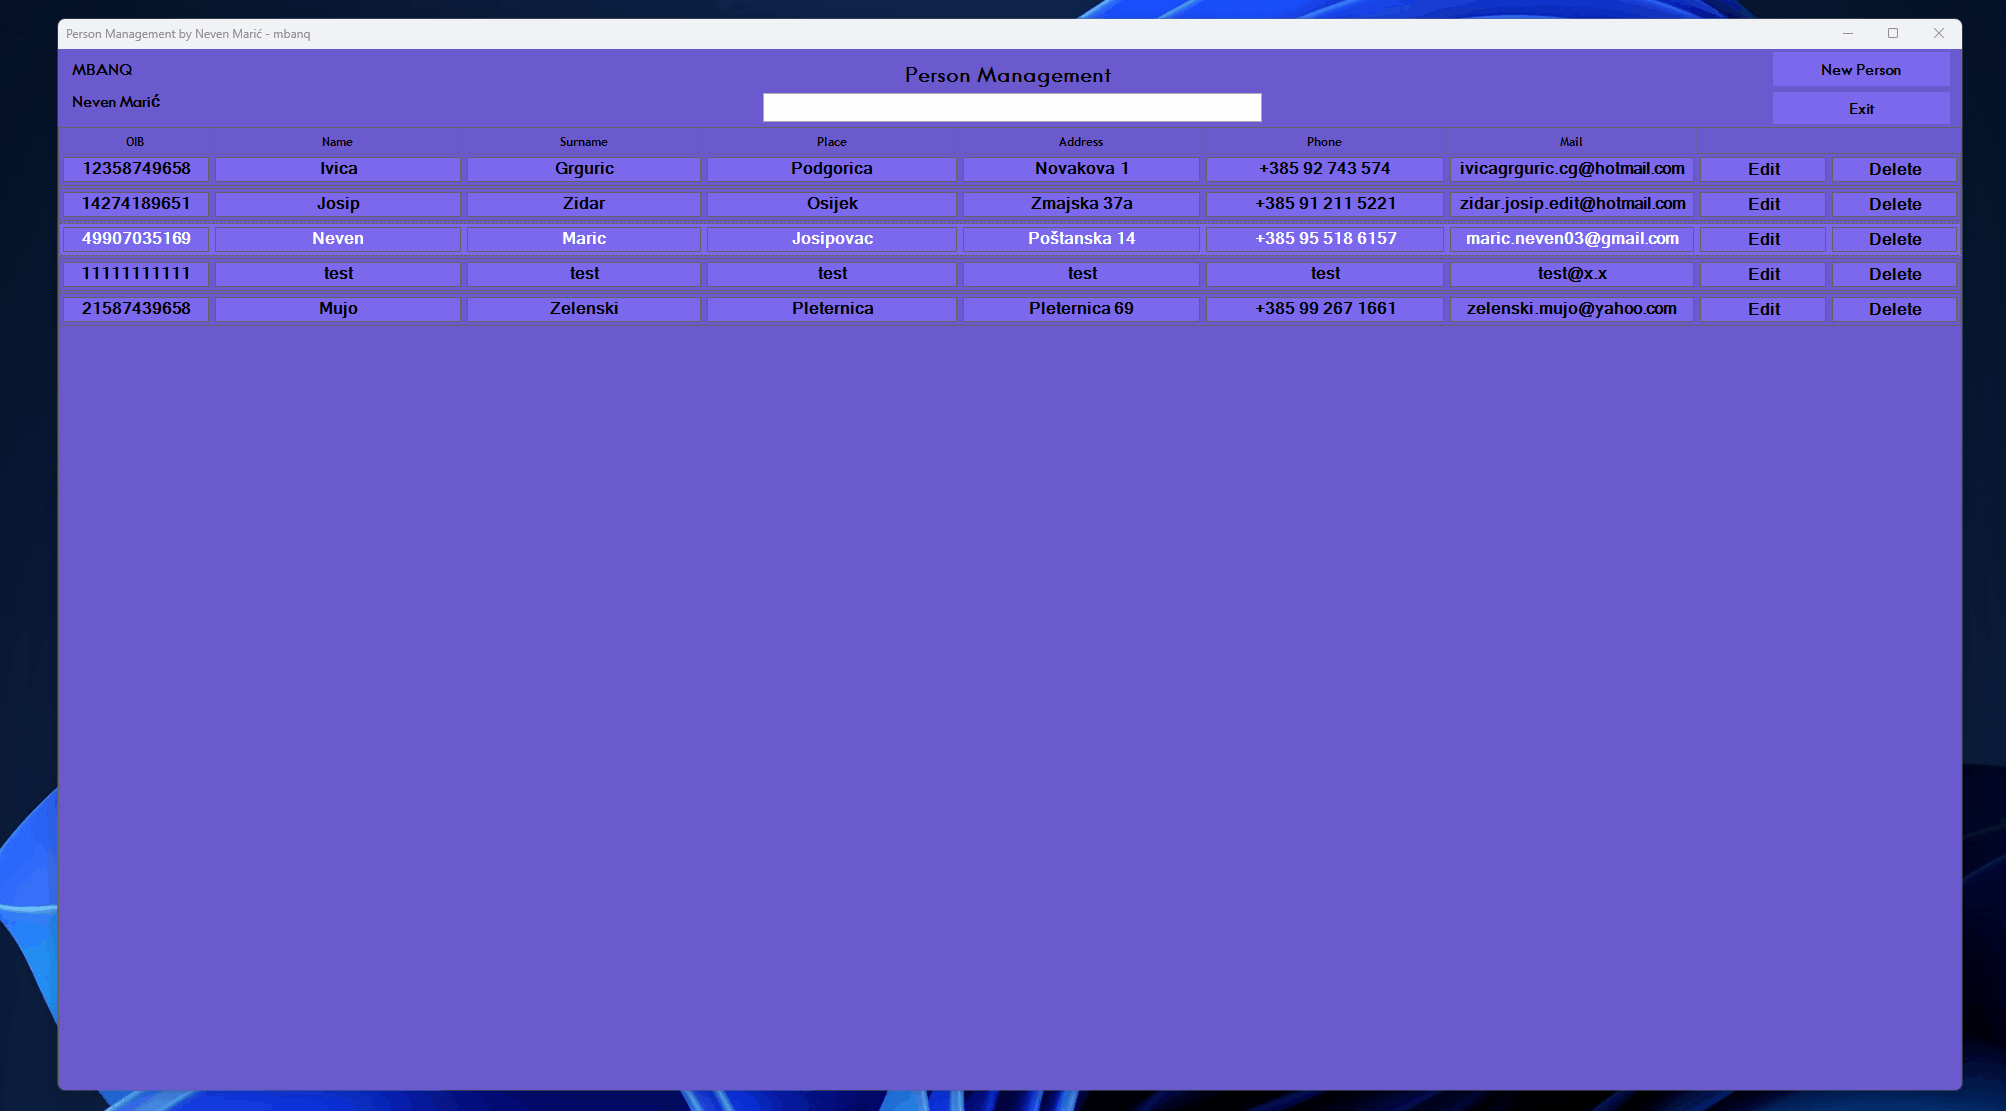 Person Management by Neven Marić - mbanq
MBANQ
Person Management
New Person
Neven Marić
Exit
OIB Name Surname Place Address Phone Mail
12358749658 Ivica Grguric Podgorica Novakova 1 +385 92 743 574 ivicagrguric.cg@hotmail.com Edit Delete
14274189651 Josip Zidar Osijek Zmajska 37a +385 91 211 5221 zidar.josip.edit@hotmail.com Edit Delete
49907035169 Neven Maric Josipovac Poštanska 14 +385 95 518 6157 maric.neven03@gmail.com Edit Delete
11111111111 test test test test test test@x.x Edit Delete
21587439658 Mujo Zelenski Pleternica Pleternica 69 +385 99 267 1661 zelenski.mujo@yahoo.com Edit Delete